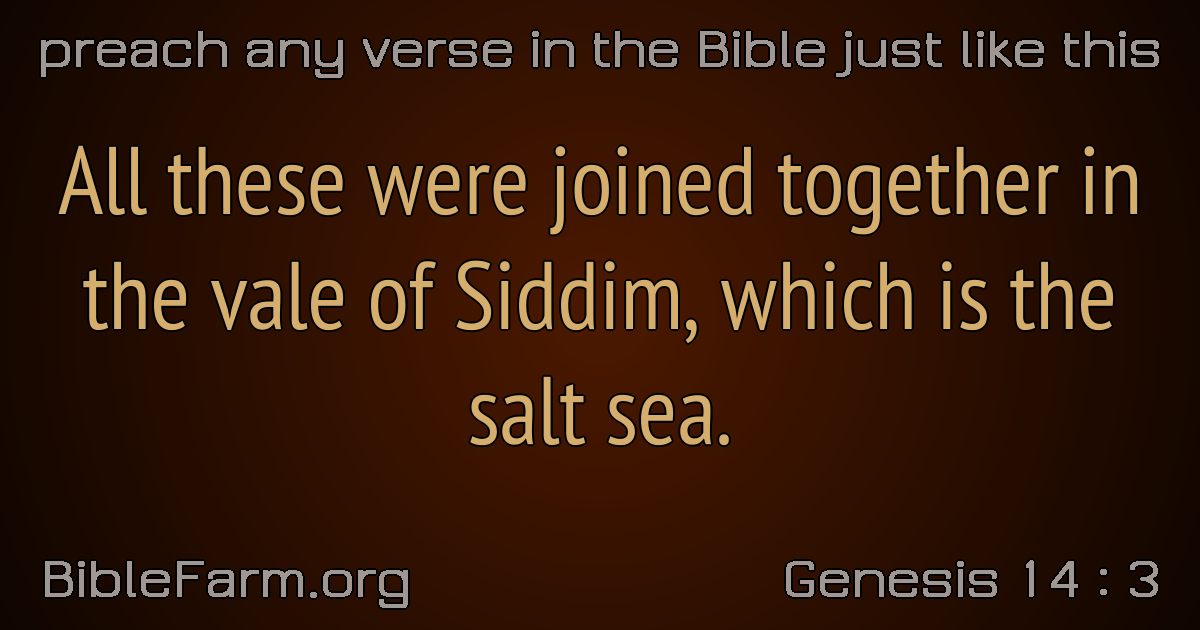 preach any verse in the Bible just like this
All these were joined together in
the vale of Siddim, which is the
salt sea.
BibleFarm.org
Genesis 14 : 3